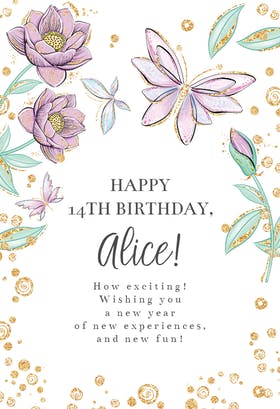 HAPPY
14TH BIRTHDAY,
Alice!
How exciting!
Wishing you
a new year
of new experiences,
and new fun!